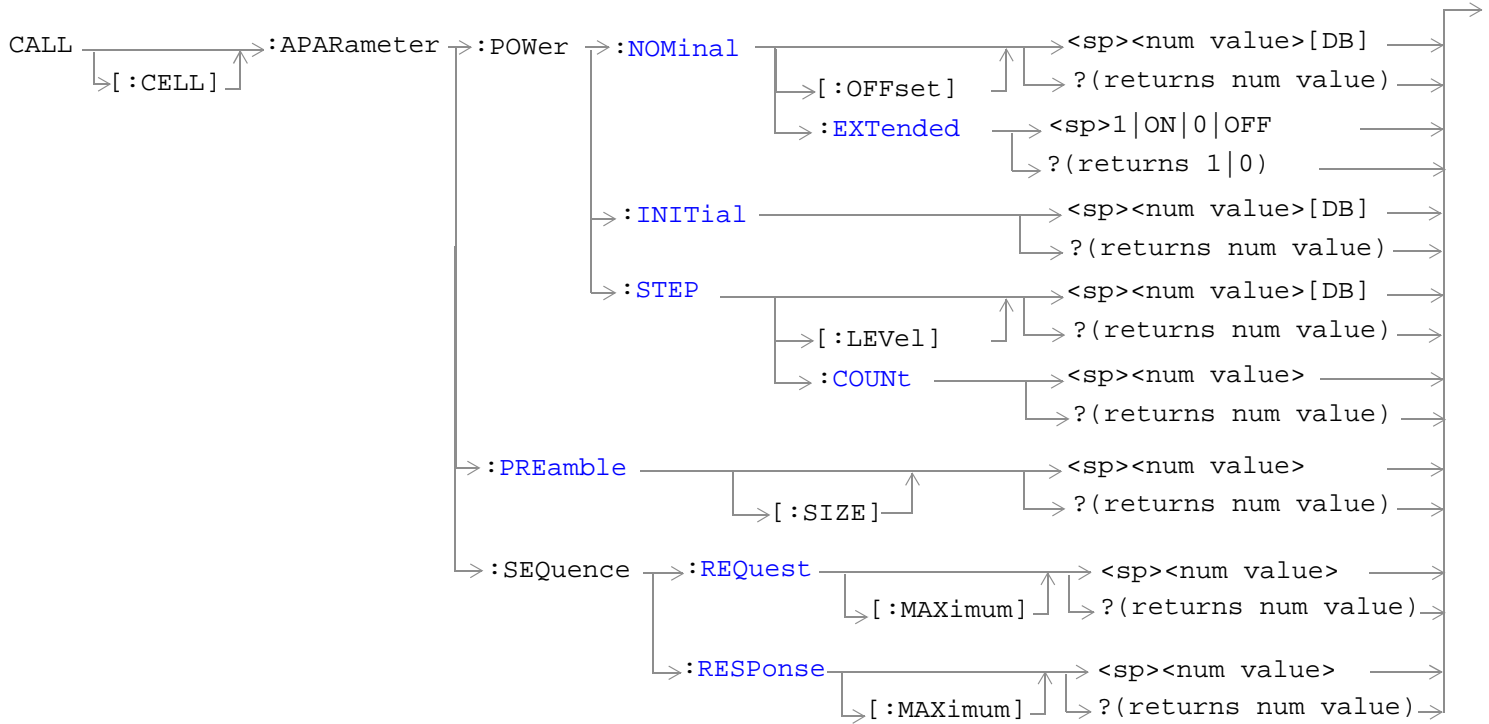 CALL :APARameter :POWer :NOMinal <sp><num value>[DB]
[:CELL] [:OFFset] ?(returns num value)
:EXTended <sp>1|ON|0|OFF
?(returns 1|0)
:INITial <sp><num value>[DB]
?(returns num value)
:STEP <sp><num value>[DB]
[:LEVel] ?(returns num value)
:COUNt <sp><num value>
?(returns num value)
:PREamble <sp><num value>
[:SIZE] ?(returns num value)
:SEQuence :REQuest <sp><num value>
[:MAXimum] ?(returns num value)
:RESPonse <sp><num value>
[:MAXimum] ?(returns num value)